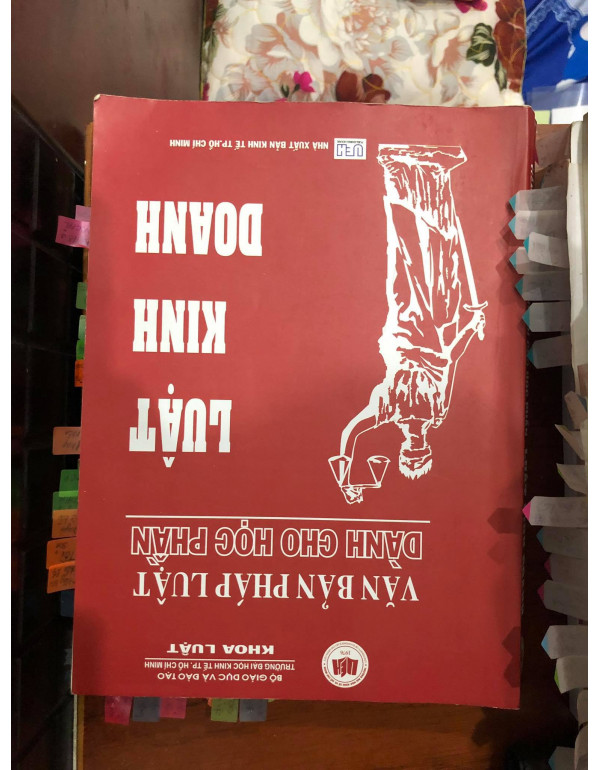 BỘ GIÁO DỤC VÀ ĐÀO TẠO
TRƯỜNG ĐẠI HỌC KINH TẾ TP. HỒ CHÍ MINH
KHOA LUẬT
1976
VĂN BẢN PHÁP LUẬT
DÀNH CHO HỌC PHẦN
LUẬT
KINH
DOANH
UEH
NHÀ XUẤT BẢN KINH TẾ TP.HỒ CHÍ MINH